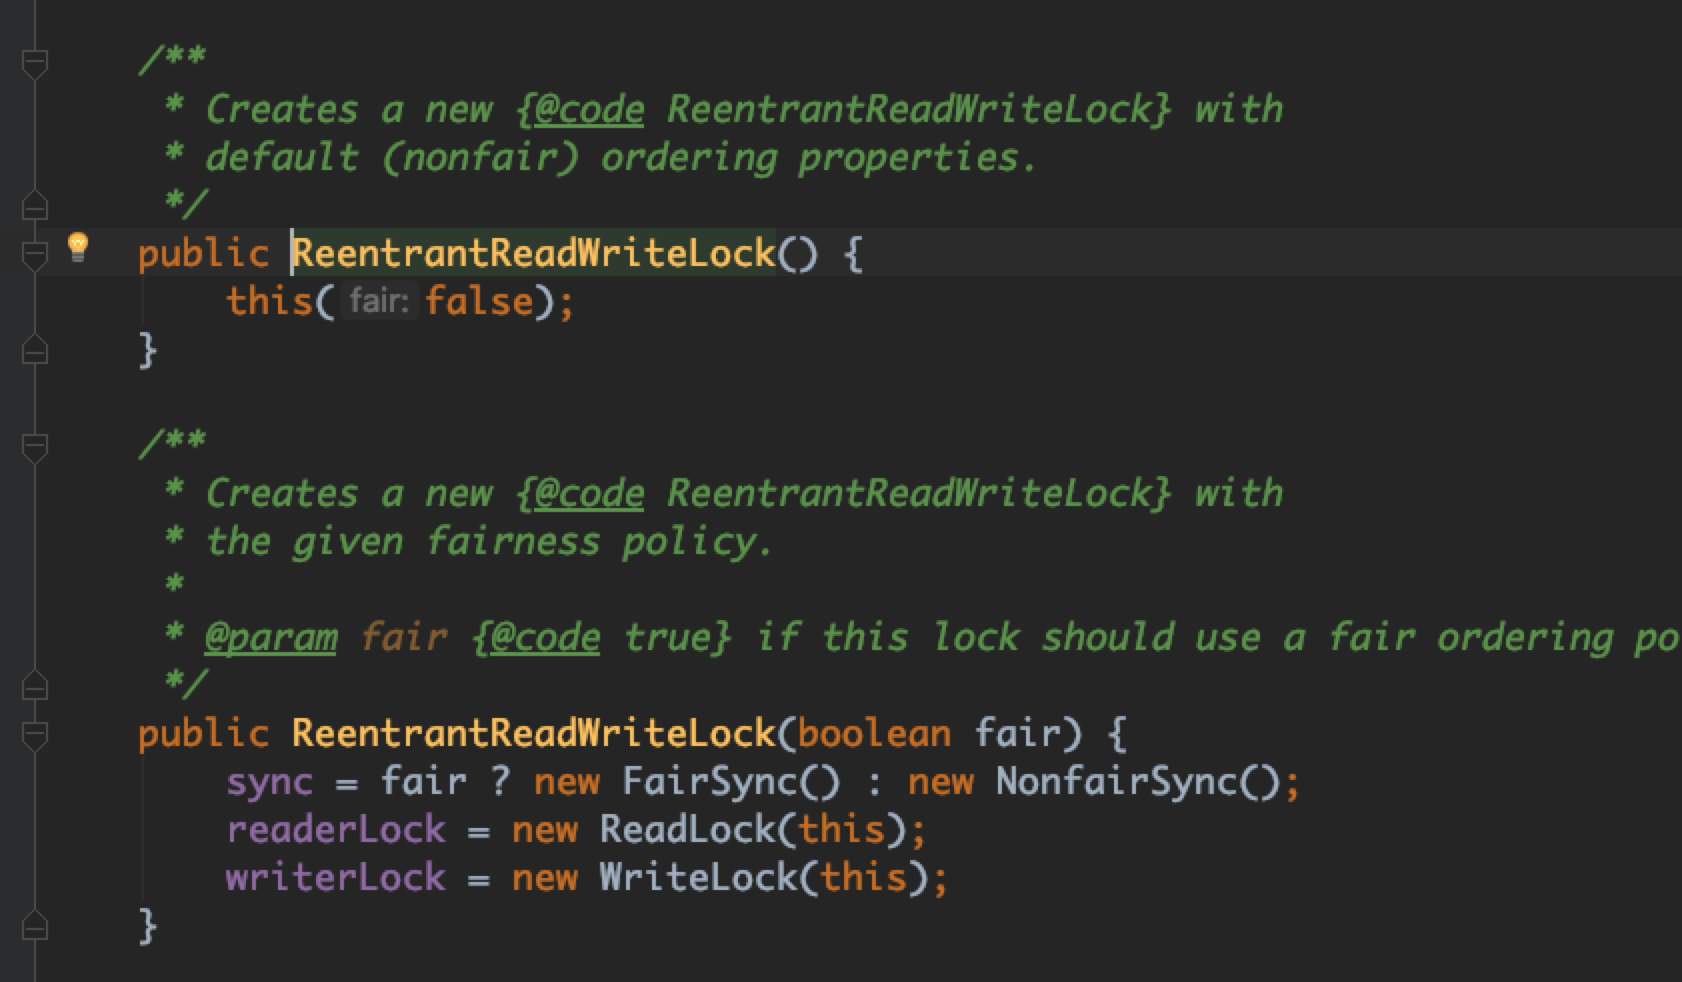 /**
 * Creates a new {@code ReentrantReadWriteLock} with
 * default (nonfair) ordering properties.
 */
public ReentrantReadWriteLock() {
    this( fair: false);
}
/**
 * Creates a new {@code ReentrantReadWriteLock} with
 * the given fairness policy.
 *
 * @param fair {@code true} if this lock should use a fair ordering po
 */
public ReentrantReadWriteLock(boolean fair) {
    sync = fair ? new FairSync() : new NonfairSync();
    readerLock = new ReadLock(this);
    writerLock = new WriteLock(this);
}